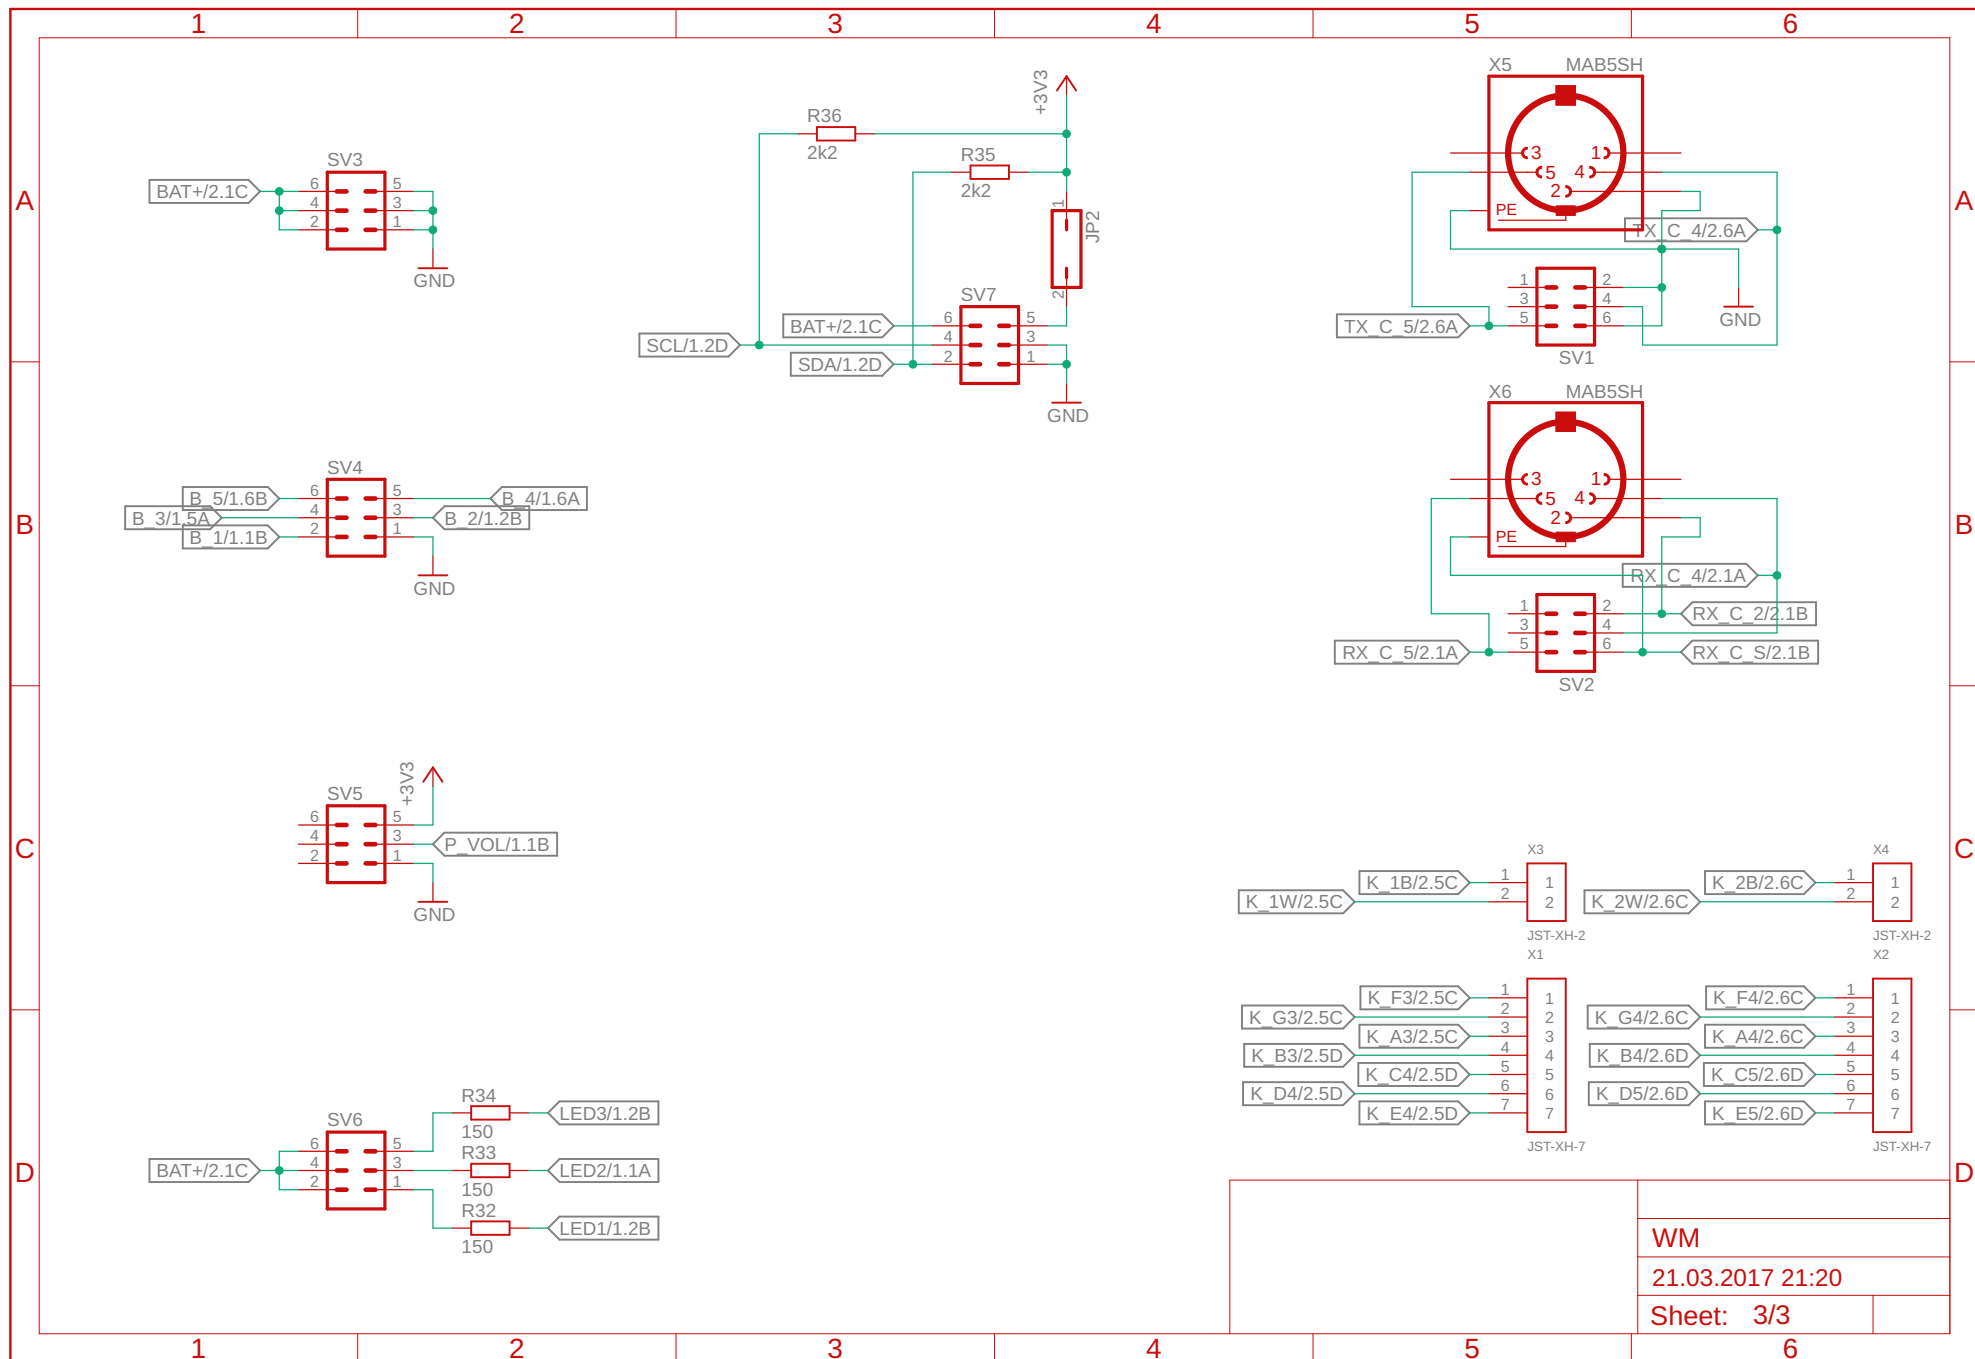 1 2 3 4 5 6
A
A
B
B
C
C
D
D
1 2 3 4 5 6
SV3
BAT+/2.1C
6 5
4 3
2 1
GND
SV4
B_5/1.6B
B_3/1.5A
B_1/1.1B
6 5
4 3
2 1
B_4/1.6A
B_2/1.2B
GND
SV5
+3V3
6 5
4 3
2 1
P_VOL/1.1B
GND
SV6
BAT+/2.1C
6 5
4 3
2 1
R34
150
LED3/1.2B
R33
150
LED2/1.1A
R32
150
LED1/1.2B
+3V3
R36
2k2
R35
2k2
1
JP2
2
SV7
BAT+/2.1C
SCL/1.2D
SDA/1.2D
6 5
4 3
2 1
GND
X5 MAB5SH
3 1
5 4
2
PE
TX_C_4/2.6A
TX_C_5/2.6A
1 2
3 4
5 6
SV1
GND
X6 MAB5SH
3 1
5 4
2
PE
RX_C_4/2.1A
RX_C_2/2.1B
RX_C_5/2.1A
RX_C_S/2.1B
1 2
3 4
5 6
SV2
X3
K_1B/2.5C 1 1
K_1W/2.5C 2 2
JST-XH-2
X4
K_2B/2.6C 1 1
K_2W/2.6C 2 2
JST-XH-2
X1
K_F3/2.5C 1 1
K_G3/2.5C 2 2
K_A3/2.5C 3 3
K_B3/2.5D 4 4
K_C4/2.5D 5 5
K_D4/2.5D 6 6
K_E4/2.5D 7 7
JST-XH-7
X2
K_F4/2.6C 1 1
K_G4/2.6C 2 2
K_A4/2.6C 3 3
K_B4/2.6D 4 4
K_C5/2.6D 5 5
K_D5/2.6D 6 6
K_E5/2.6D 7 7
JST-XH-7
WM
21.03.2017 21:20
Sheet: 3/3